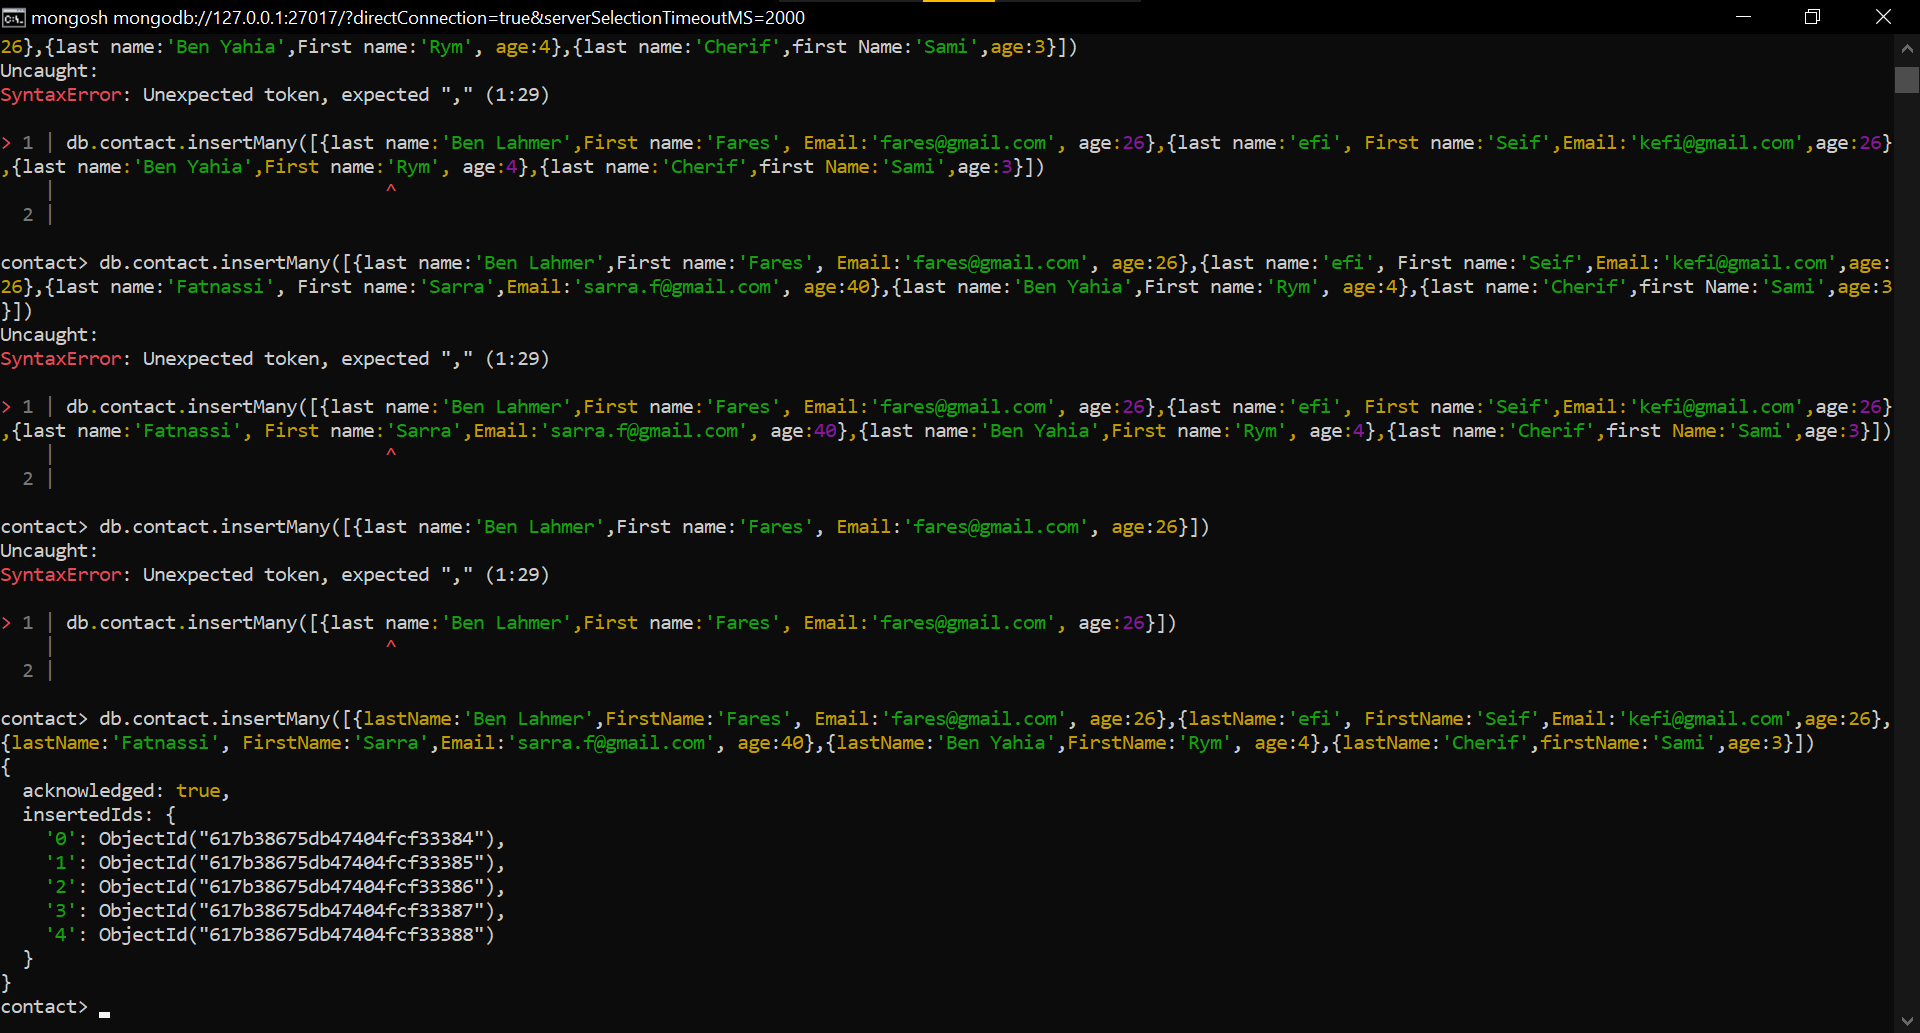 mongosh mongodb://127.0.0.1:27017/?directConnection=true&serverSelectionTimeoutMS=2000
26},{last name:'Ben Yahia',First name:'Rym', age:4},{last name:'Cherif',first Name:'Sami',age:3}])
Uncaught:
SyntaxError: Unexpected token, expected "," (1:29)
> 1 | db.contact.insertMany([{last name:'Ben Lahmer',First name:'Fares', Email:'fares@gmail.com', age:26},{last name:'efi', First name:'Seif',Email:'kefi@gmail.com',age:26}
,{last name:'Ben Yahia',First name:'Rym', age:4},{last name:'Cherif',first Name:'Sami',age:3}])
| ^
2 |
contact> db.contact.insertMany([{last name:'Ben Lahmer',First name:'Fares', Email:'fares@gmail.com', age:26},{last name:'efi', First name:'Seif',Email:'kefi@gmail.com',age:
26},{last name:'Fatnassi', First name:'Sarra',Email:'sarra.f@gmail.com', age:40},{last name:'Ben Yahia',First name:'Rym', age:4},{last name:'Cherif',first Name:'Sami',age:3
}])
Uncaught:
SyntaxError: Unexpected token, expected "," (1:29)
> 1 | db.contact.insertMany([{last name:'Ben Lahmer',First name:'Fares', Email:'fares@gmail.com', age:26},{last name:'efi', First name:'Seif',Email:'kefi@gmail.com',age:26}
,{last name:'Fatnassi', First name:'Sarra',Email:'sarra.f@gmail.com', age:40},{last name:'Ben Yahia',First name:'Rym', age:4},{last name:'Cherif',first Name:'Sami',age:3}])
| ^
2 |
contact> db.contact.insertMany([{last name:'Ben Lahmer',First name:'Fares', Email:'fares@gmail.com', age:26}])
Uncaught:
SyntaxError: Unexpected token, expected "," (1:29)
> 1 | db.contact.insertMany([{last name:'Ben Lahmer',First name:'Fares', Email:'fares@gmail.com', age:26}])
| ^
2 |
contact> db.contact.insertMany([{lastName:'Ben Lahmer',FirstName:'Fares', Email:'fares@gmail.com', age:26},{lastName:'efi', FirstName:'Seif',Email:'kefi@gmail.com',age:26},
{lastName:'Fatnassi', FirstName:'Sarra',Email:'sarra.f@gmail.com', age:40},{lastName:'Ben Yahia',FirstName:'Rym', age:4},{lastName:'Cherif',firstName:'Sami',age:3}])
{
acknowledged: true,
insertedIds: {
'0': ObjectId("617b38675db47404fcf33384"),
'1': ObjectId("617b38675db47404fcf33385"),
'2': ObjectId("617b38675db47404fcf33386"),
'3': ObjectId("617b38675db47404fcf33387"),
'4': ObjectId("617b38675db47404fcf33388")
}
}
contact>